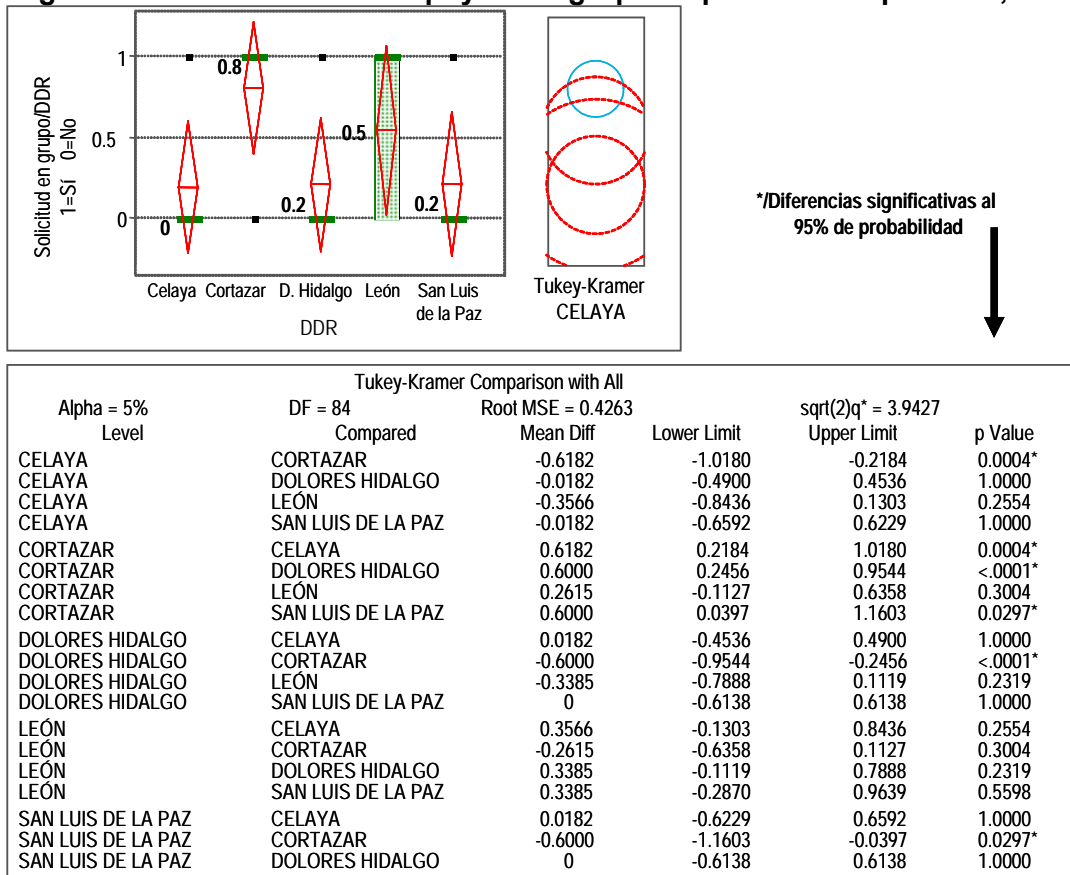 1
0.8
Solicitud en grupo/DDR
1=Sí 0=No
0.5
0.5
0.2
0.2
0
0
Celaya Cortazar D. Hidalgo León San Luis de la Paz
DDR
Tukey-Kramer
CELAYA
*/Diferencias significativas al
95% de probabilidad
Tukey-Kramer Comparison with All
Alpha = 5% DF = 84 Root MSE = 0.4263 sqrt(2)q* = 3.9427
Level Compared Mean Diff Lower Limit Upper Limit p Value
CELAYA CORTAZAR -0.6182 -1.0180 -0.2184 0.0004*
CELAYA DOLORES HIDALGO -0.0182 -0.4900 0.4536 1.0000
CELAYA LEÓN -0.3566 -0.8436 0.1303 0.2554
CELAYA SAN LUIS DE LA PAZ -0.0182 -0.6592 0.6229 1.0000
CORTAZAR CELAYA 0.6182 0.2184 1.0180 0.0004*
CORTAZAR DOLORES HIDALGO 0.6000 0.2456 0.9544 <.0001*
CORTAZAR LEÓN 0.2615 -0.1127 0.6358 0.3004
CORTAZAR SAN LUIS DE LA PAZ 0.6000 0.0397 1.1603 0.0297*
DOLORES HIDALGO CELAYA 0.0182 -0.4536 0.4900 1.0000
DOLORES HIDALGO CORTAZAR -0.6000 -0.9544 -0.2456 <.0001*
DOLORES HIDALGO LEÓN -0.3385 -0.7888 0.1119 0.2319
DOLORES HIDALGO SAN LUIS DE LA PAZ 0 -0.6138 0.6138 1.0000
LEÓN CELAYA 0.3566 -0.1303 0.8436 0.2554
LEÓN CORTAZAR -0.2615 -0.6358 0.1127 0.3004
LEÓN DOLORES HIDALGO 0.3385 -0.1119 0.7888 0.2319
LEÓN SAN LUIS DE LA PAZ 0.3385 -0.2870 0.9639 0.5598
SAN LUIS DE LA PAZ CELAYA 0.0182 -0.6229 0.6592 1.0000
SAN LUIS DE LA PAZ CORTAZAR -0.6000 -1.1603 -0.0397 0.0297*
SAN LUIS DE LA PAZ DOLORES HIDALGO 0 -0.6138 0.6138 1.0000